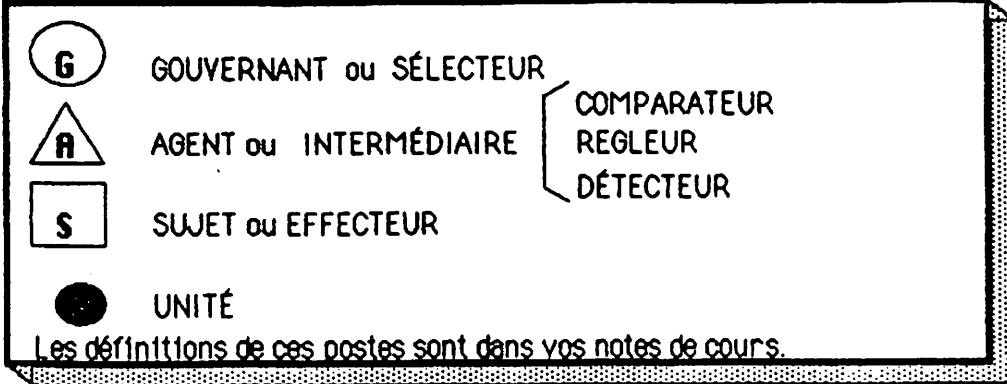 G GOUVERNANT ou SÉLECTEUR
COMPARATEUR
A AGENT ou INTERMÉDIAIRE REGLEUR
DÉTECTEUR
S SUJET ou EFFECTEUR
UNITÉ
Les définitions de ces postes sont dans vos notes de cours.